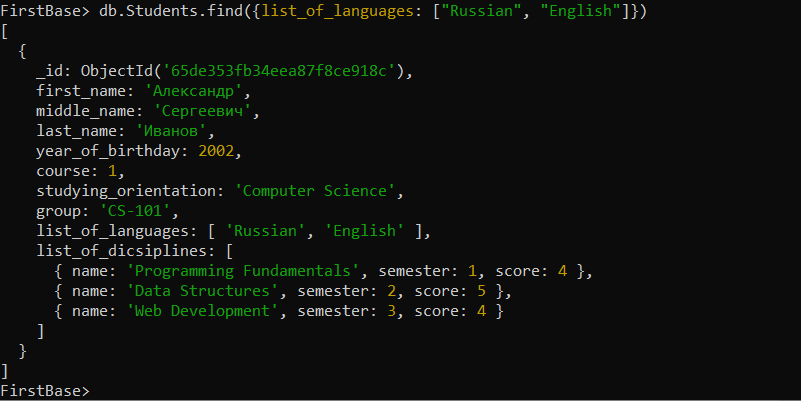 FirstBase> db.Students.find({list_of_languages: ["Russian", "English"]})
[
  {
    _id: ObjectId('65de353fb34eea87f8ce918c'),
    first_name: 'Александр',
    middle_name: 'Сергеевич',
    last_name: 'Иванов',
    year_of_birthday: 2002,
    course: 1,
    studying_orientation: 'Computer Science',
    group: 'CS-101',
    list_of_languages: [ 'Russian', 'English' ],
    list_of_dicsiplines: [
      { name: 'Programming Fundamentals', semester: 1, score: 4 },
      { name: 'Data Structures', semester: 2, score: 5 },
      { name: 'Web Development', semester: 3, score: 4 }
    ]
  }
]
FirstBase>